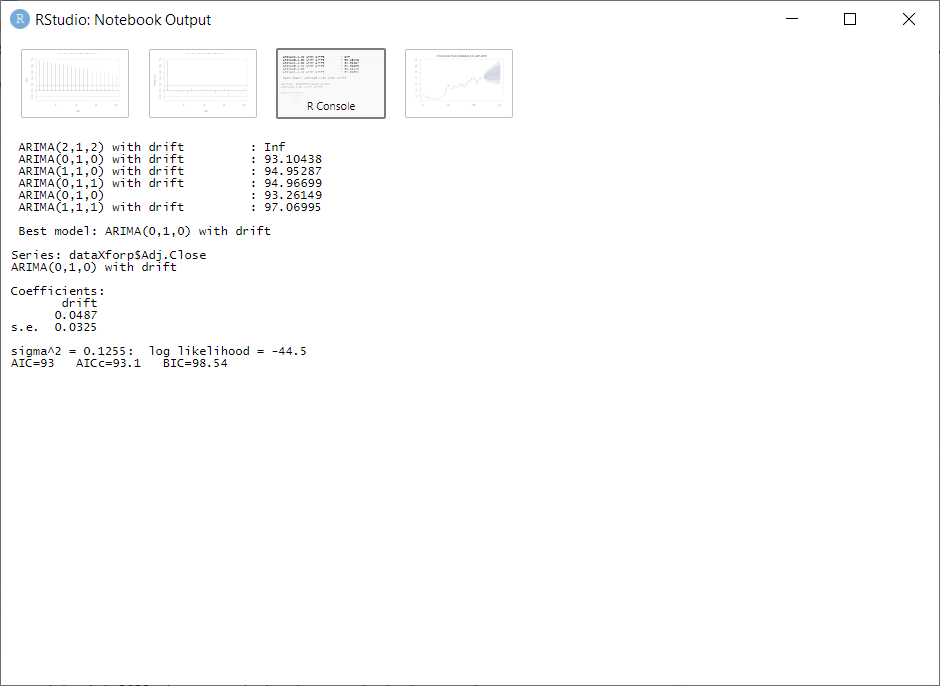 R RStudio: Notebook Output
R Console
ARIMA(2,1,2) with drift : Inf
ARIMA(0,1,0) with drift : 93.10438
ARIMA(1,1,0) with drift : 94.95287
ARIMA(0,1,1) with drift : 94.96699
ARIMA(0,1,0) : 93.26149
ARIMA(1,1,1) with drift : 97.06995
Best model: ARIMA(0,1,0) with drift
Series: dataXforp$Adj.Close
ARIMA(0,1,0) with drift
Coefficients:
drift
0.0487
s.e. 0.0325
sigma^2 = 0.1255: log likelihood = -44.5
AIC=93 AICc=93.1 BIC=98.54